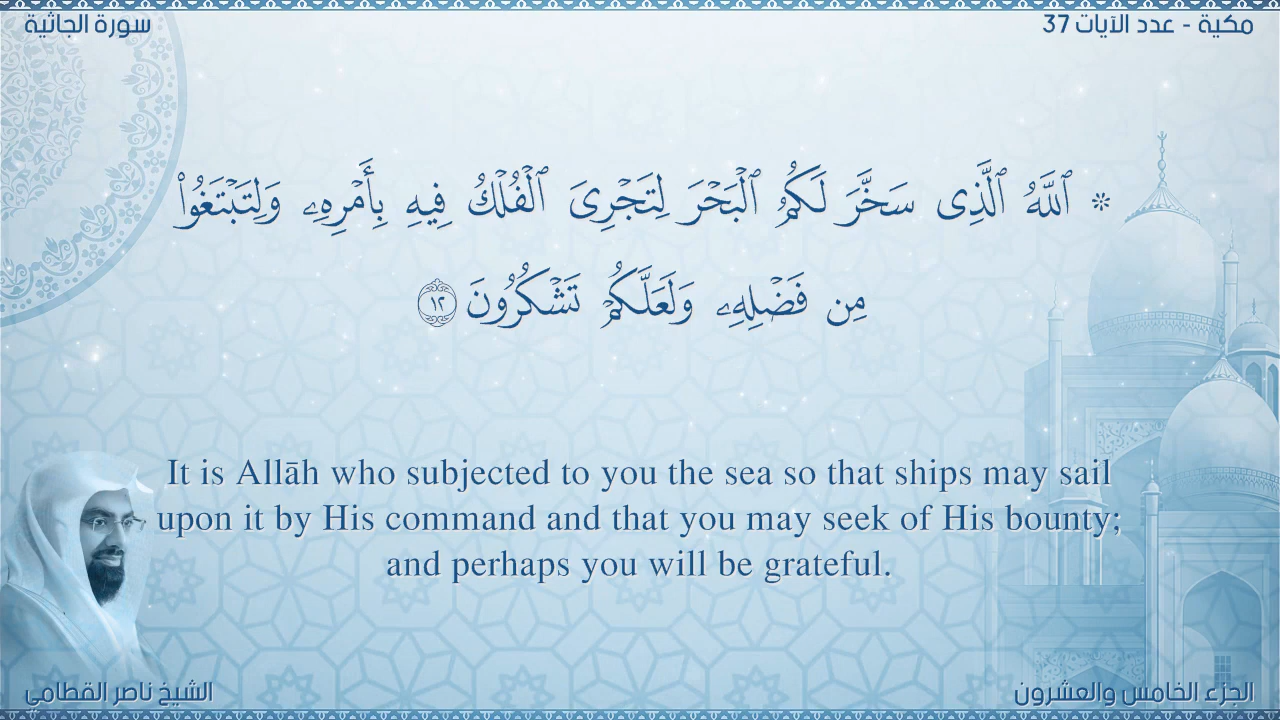 سورة الجاثية
مكية - عدد الآيات 37
۞ ٱللَّهُ ٱلَّذِى سَخَّرَ لَكُمُ ٱلْبَحْرَ لِتَجْرِىَ ٱلْفُلْكُ فِيهِ بِأَمْرِهِۦ وَلِتَبْتَغُوا۟
مِن فَضْلِهِۦ وَلَعَلَّكُمْ تَشْكُرُونَ ١٢
It is Allāh who subjected to you the sea so that ships may sail
upon it by His command and that you may seek of His bounty;
and perhaps you will be grateful.
الشيخ ناصر القطامي
الجزء الخامس والعشرون